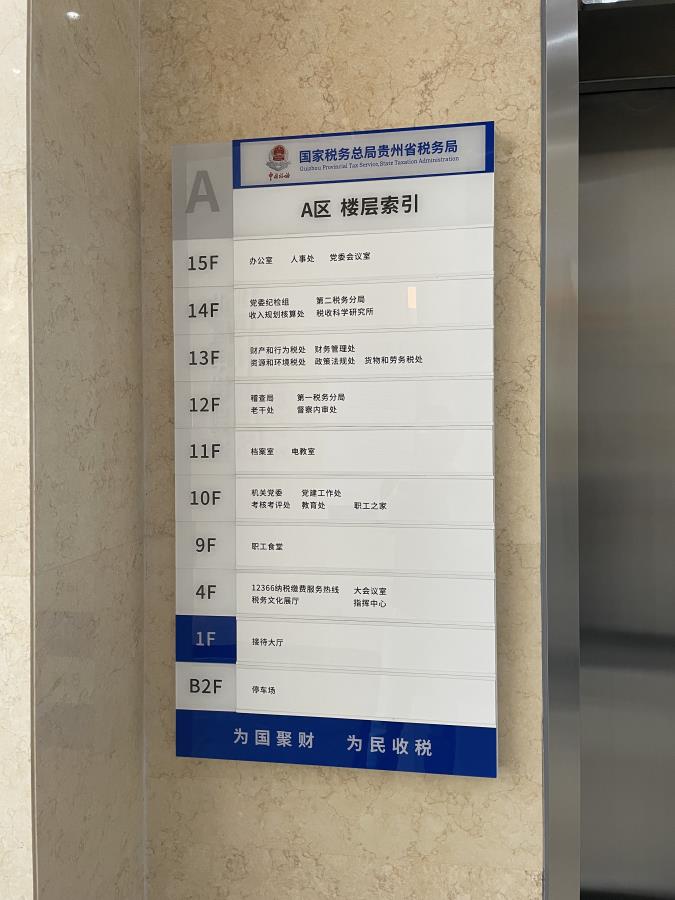 A
中国税务
国家税务总局贵州省税务局
Guizhou Provincial Tax Service, State Taxation Administration
A区 楼层索引
15F
办公室 人事处 党委会议室
14F
党委纪检组 第二税务分局
收入规划核算处 税收科学研究所
13F
财产和行为税处 财务管理处
资源和环境税处 政策法规处 货物和劳务税处
12F
稽查局 第一税务分局
老干处 督察内审处
11F
档案室 电教室
10F
机关党委 党建工作处
考核考评处 教育处 职工之家
9F
职工食堂
4F
12366纳税缴费服务热线 大会议室
税务文化展厅 指挥中心
1F
接待大厅
B2F
停车场
为国聚财 为民收税